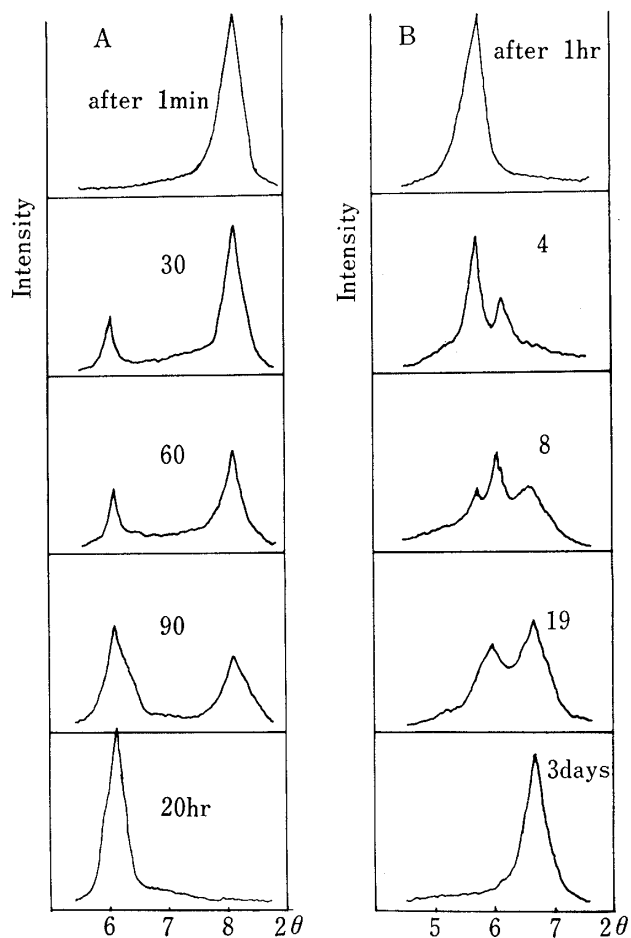 A
after 1min
30
60
90
20hr
Intensity
6 7 8 2θ
B
after 1hr
4
8
19
3days
Intensity
5 6 7 2θ